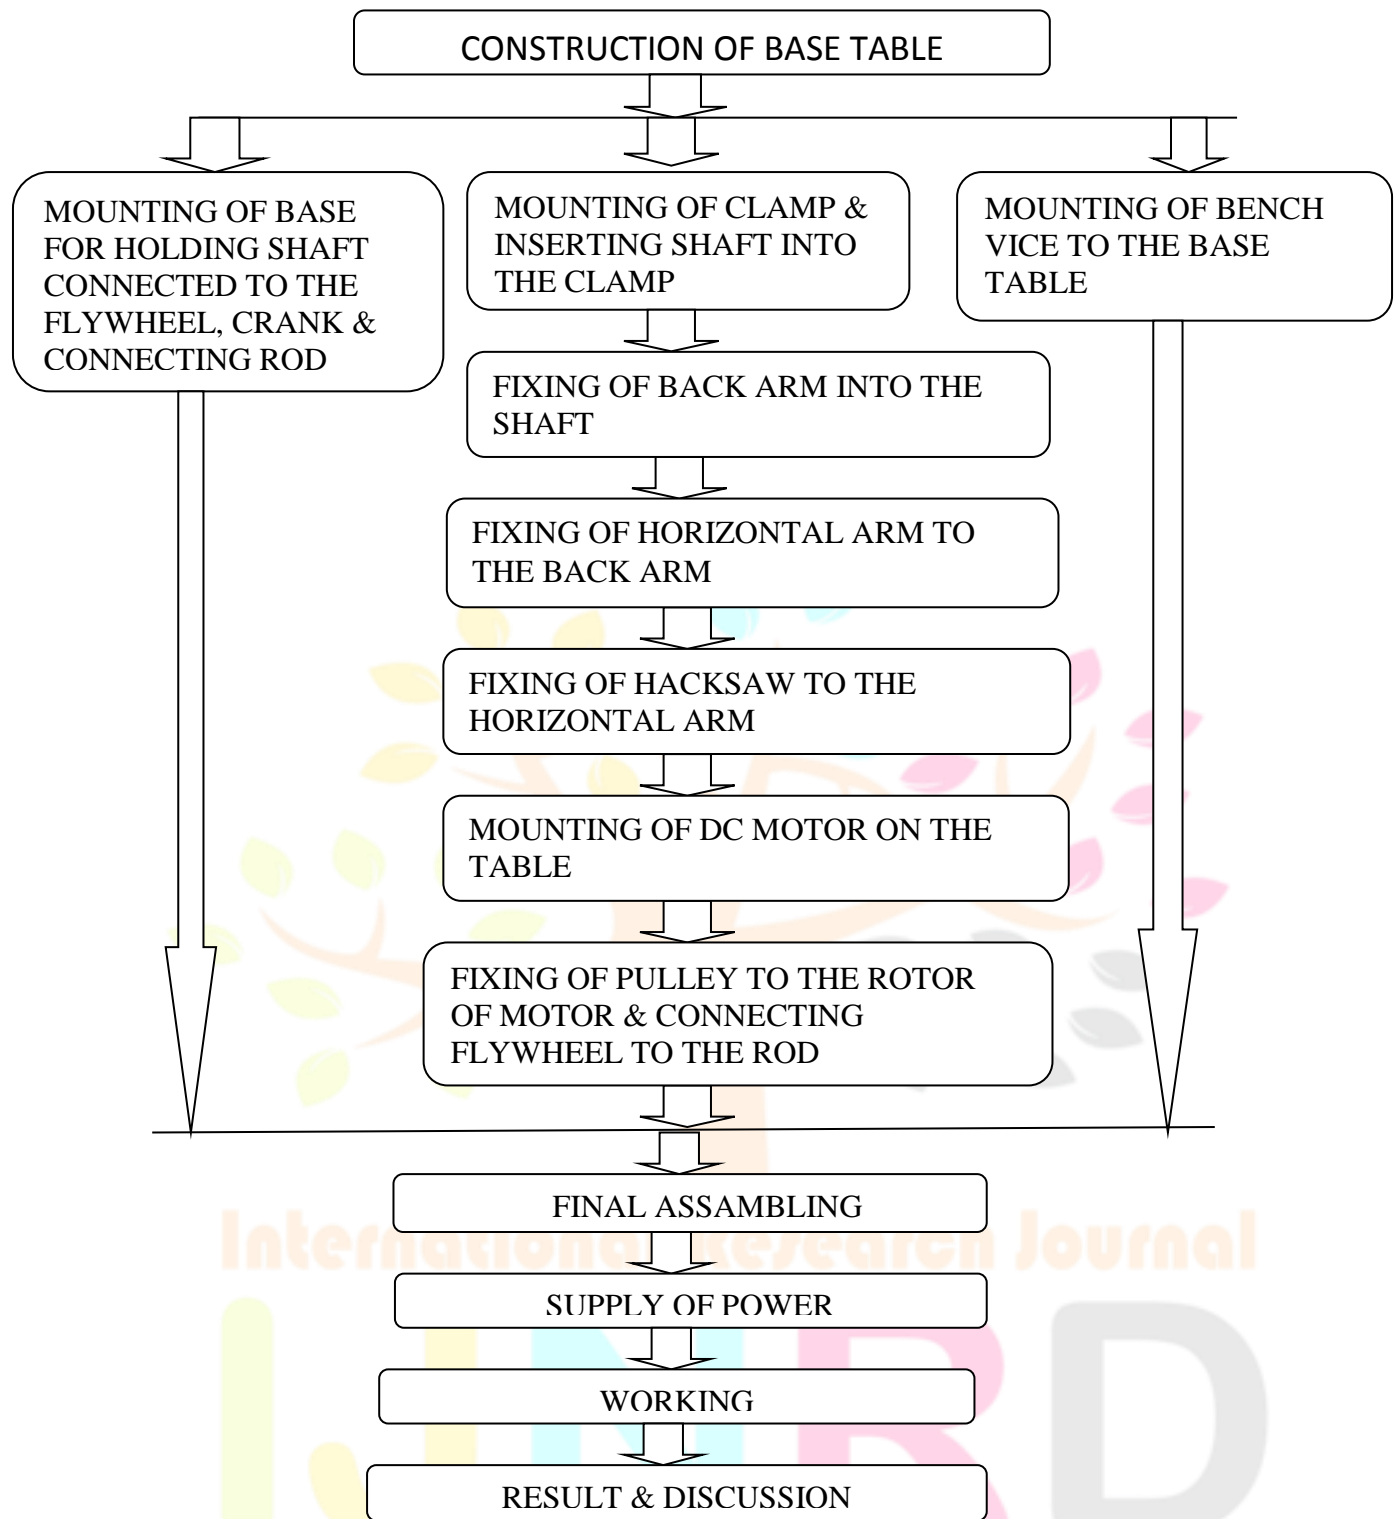 CONSTRUCTION OF BASE TABLE
MOUNTING OF BASE
FOR HOLDING SHAFT
CONNECTED TO THE
FLYWHEEL, CRANK &
CONNECTING ROD
MOUNTING OF CLAMP &
INSERTING SHAFT INTO
THE CLAMP
MOUNTING OF BENCH
VICE TO THE BASE
TABLE
FIXING OF BACK ARM INTO THE
SHAFT
FIXING OF HORIZONTAL ARM TO
THE BACK ARM
FIXING OF HACKSAW TO THE
HORIZONTAL ARM
MOUNTING OF DC MOTOR ON THE
TABLE
FIXING OF PULLEY TO THE ROTOR
OF MOTOR & CONNECTING
FLYWHEEL TO THE ROD
FINAL ASSAMBLING
International Research Journal
SUPPLY OF POWER
IJNRD
WORKING
RESULT & DISCUSSION